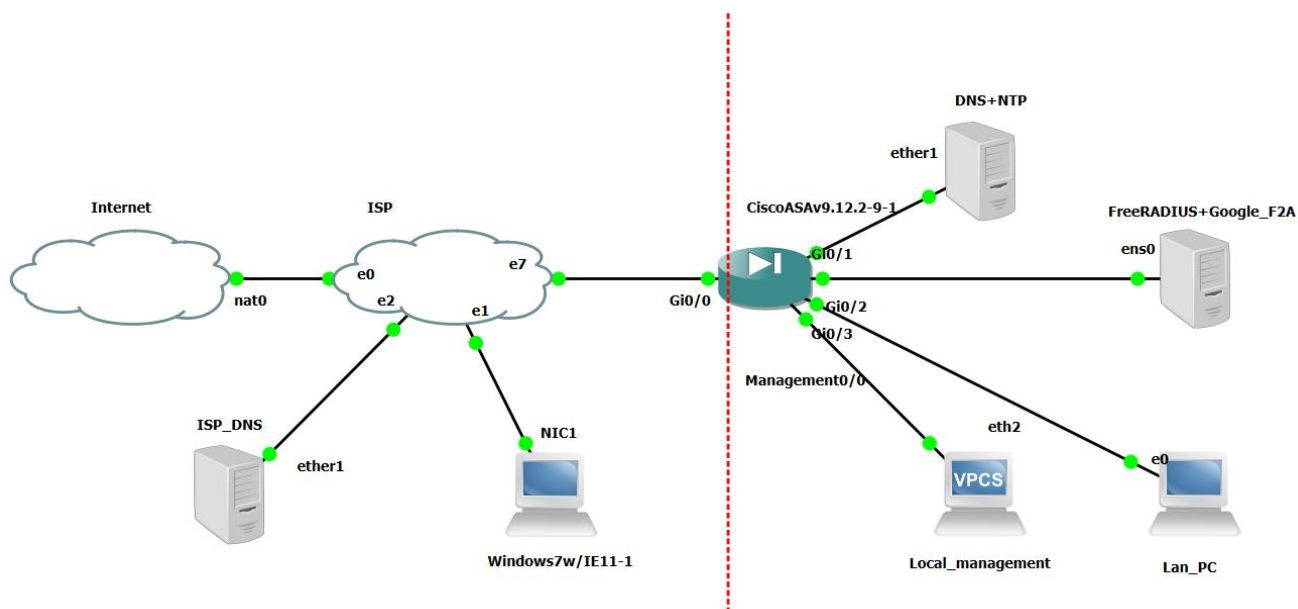 DNS+NTP
ether1
Internet
ISP
CiscoASAv9.12.2-9-1
FreeRADIUS+Google_F2A
ens0
Gi0/1
e7
e0
nat0
e2
e1
Gi0/0
Gi0/2
Gi0/3
Management0/0
ISP_DNS
NIC1
eth2
ether1
e0
VPCS
Windows7w/IE11-1
Local_management
Lan_PC